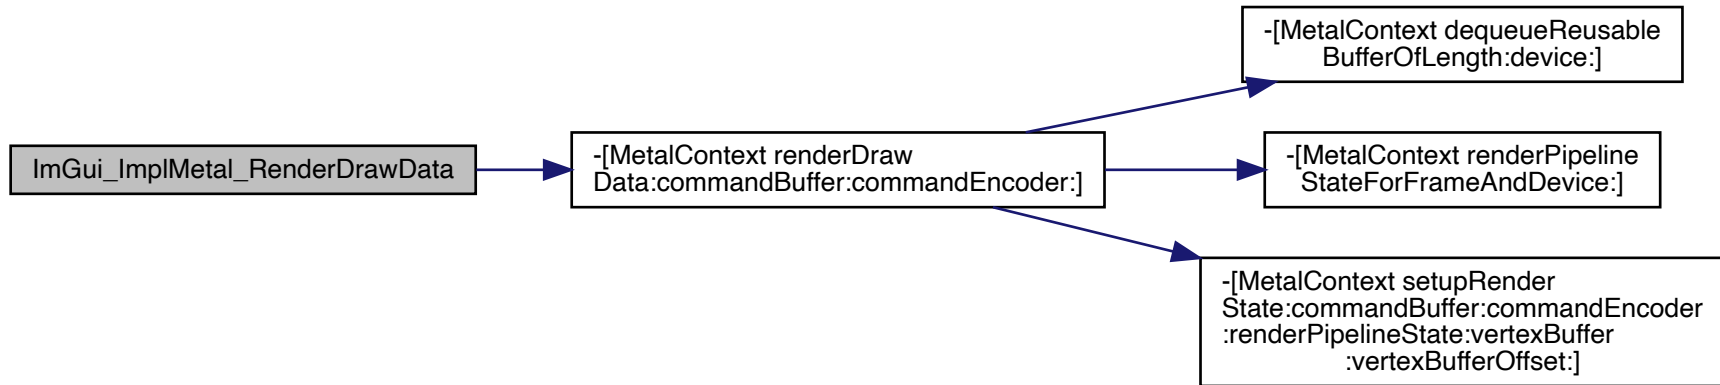 ImGui_ImplMetal_RenderDrawData
-[MetalContext renderDraw
Data:commandBuffer:commandEncoder:]
-[MetalContext dequeueReusable
BufferOfLength:device:]
-[MetalContext renderPipeline
StateForFrameAndDevice:]
-[MetalContext setupRender
State:commandBuffer:commandEncoder
:renderPipelineState:vertexBuffer
:vertexBufferOffset:]